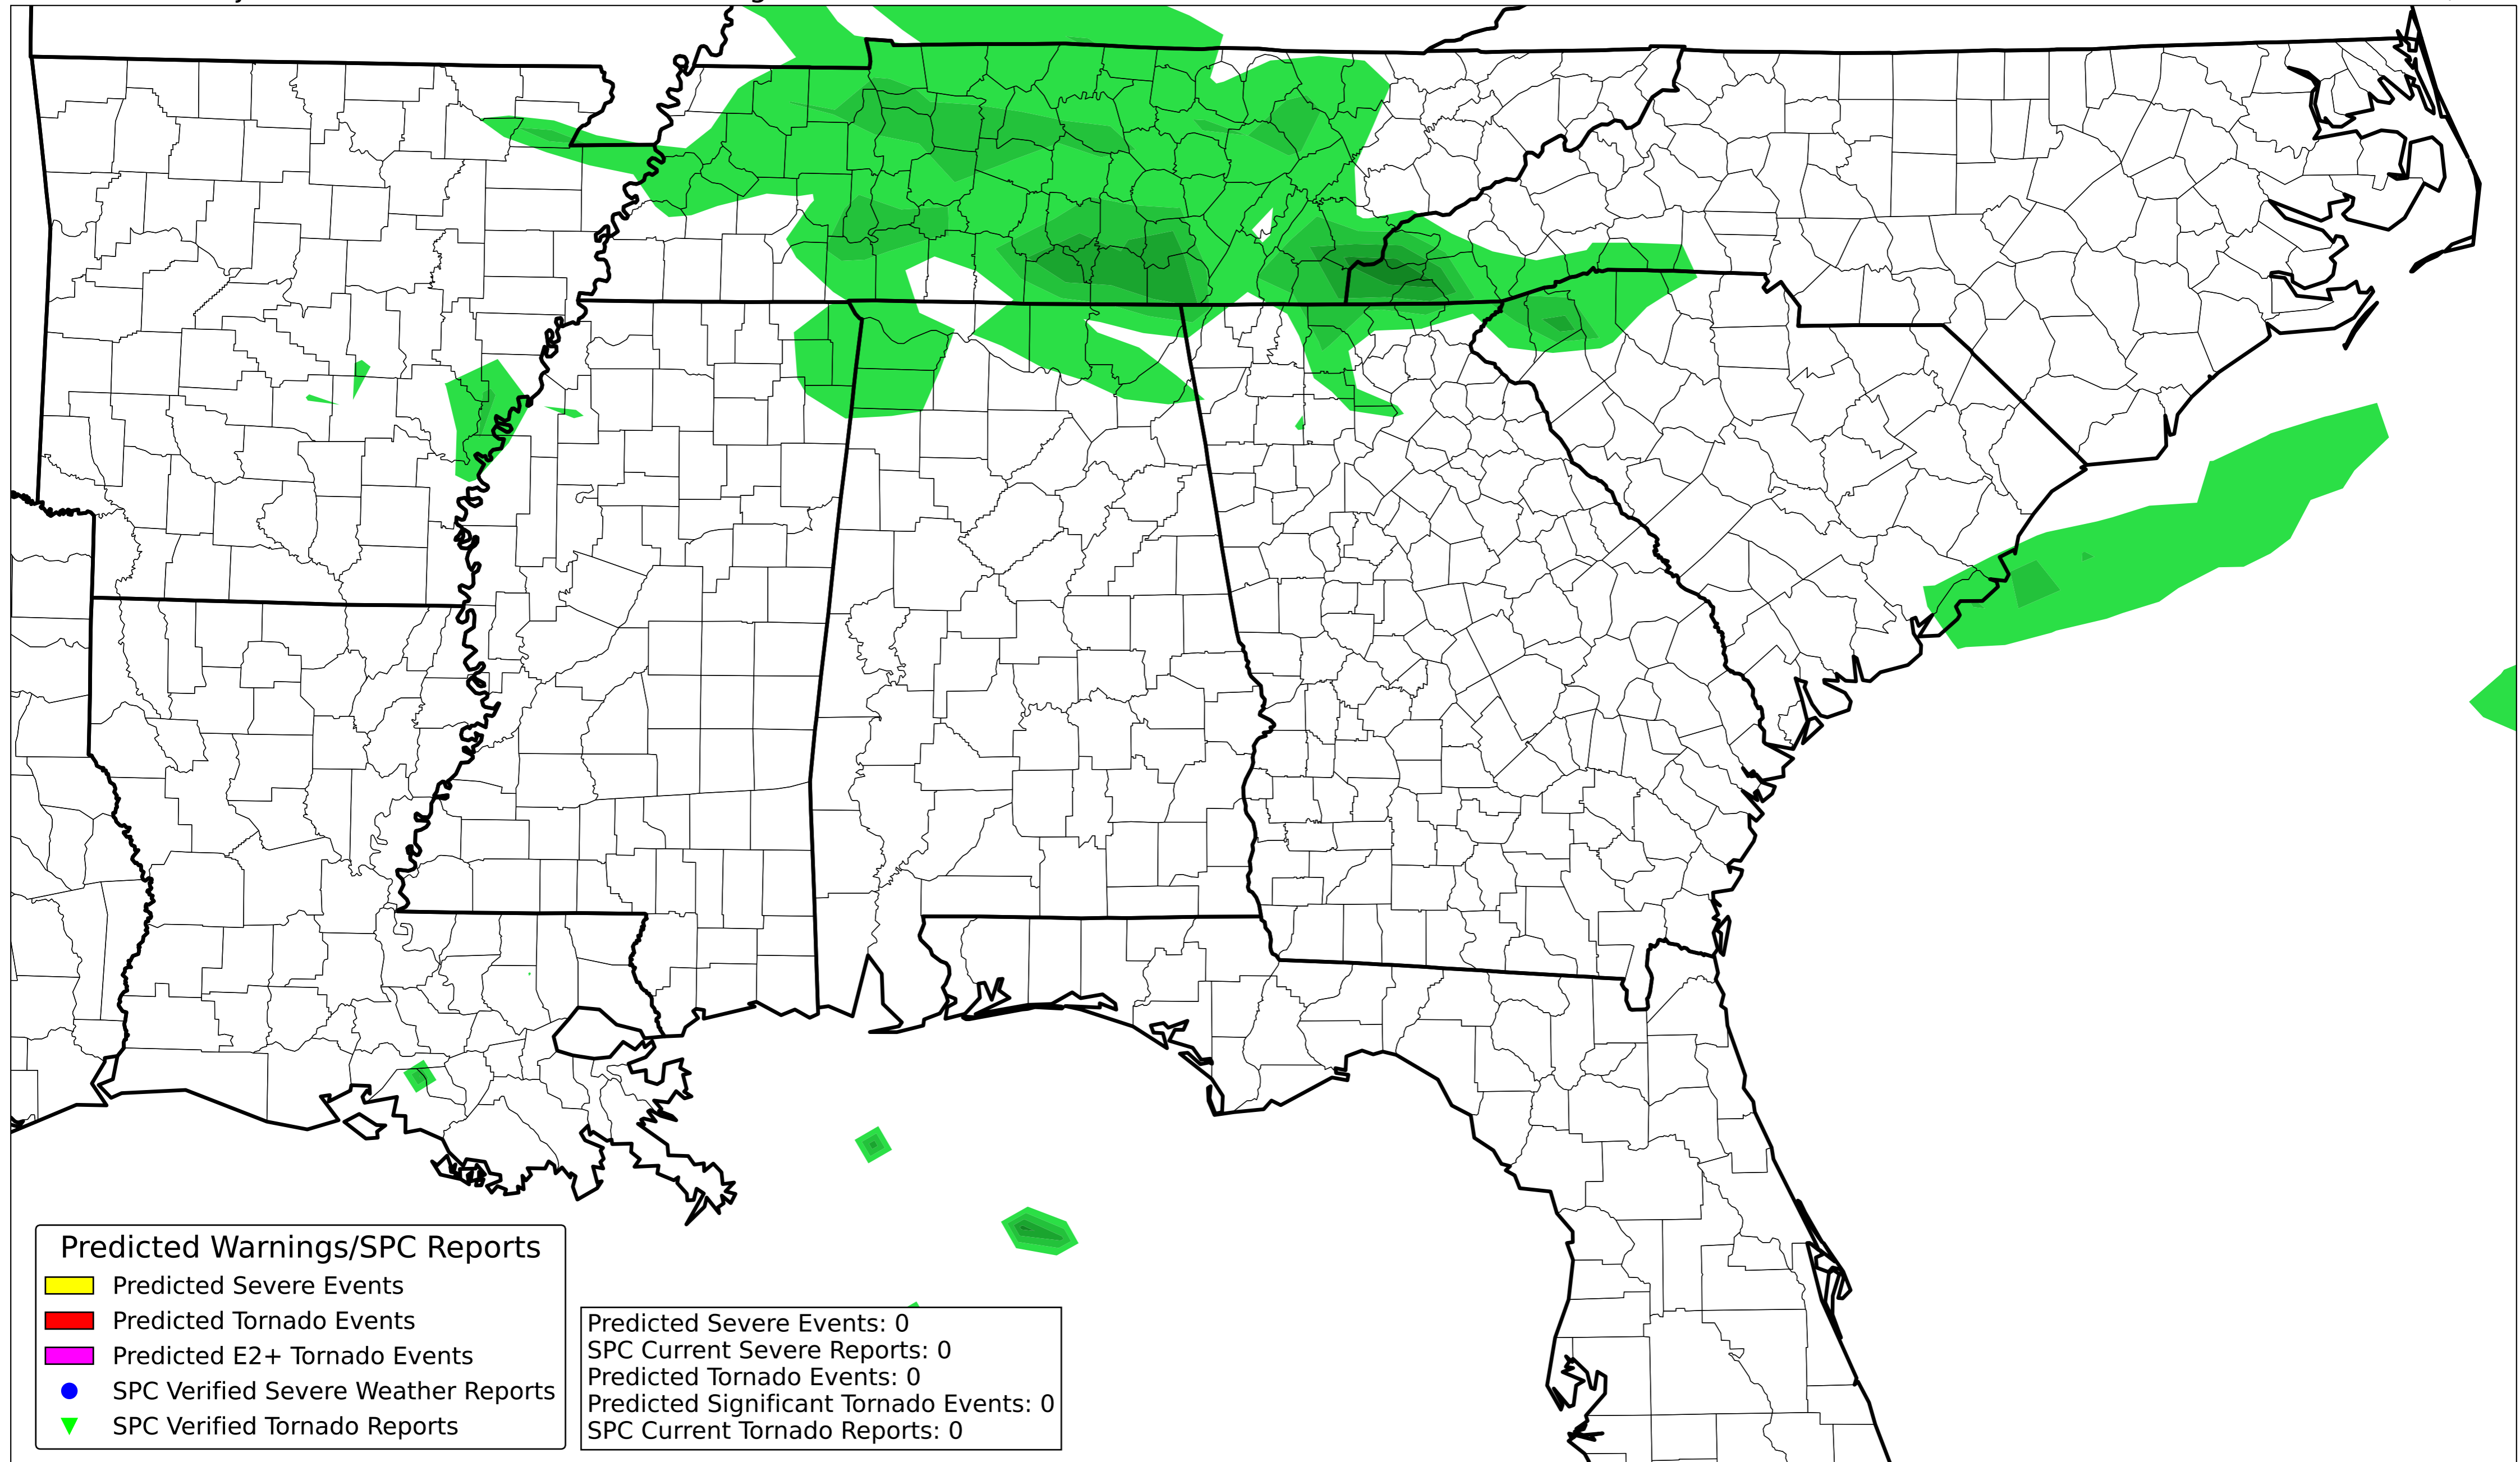 Predicted Warnings/SPC Reports
Predicted Severe Events
Predicted Tornado Events
Predicted E2+ Tornado Events
SPC Verified Severe Weather Reports
SPC Verified Tornado Reports
Predicted Severe Events: 0
SPC Current Severe Reports: 0
Predicted Tornado Events: 0
Predicted Significant Tornado Events: 0
SPC Current Tornado Reports: 0